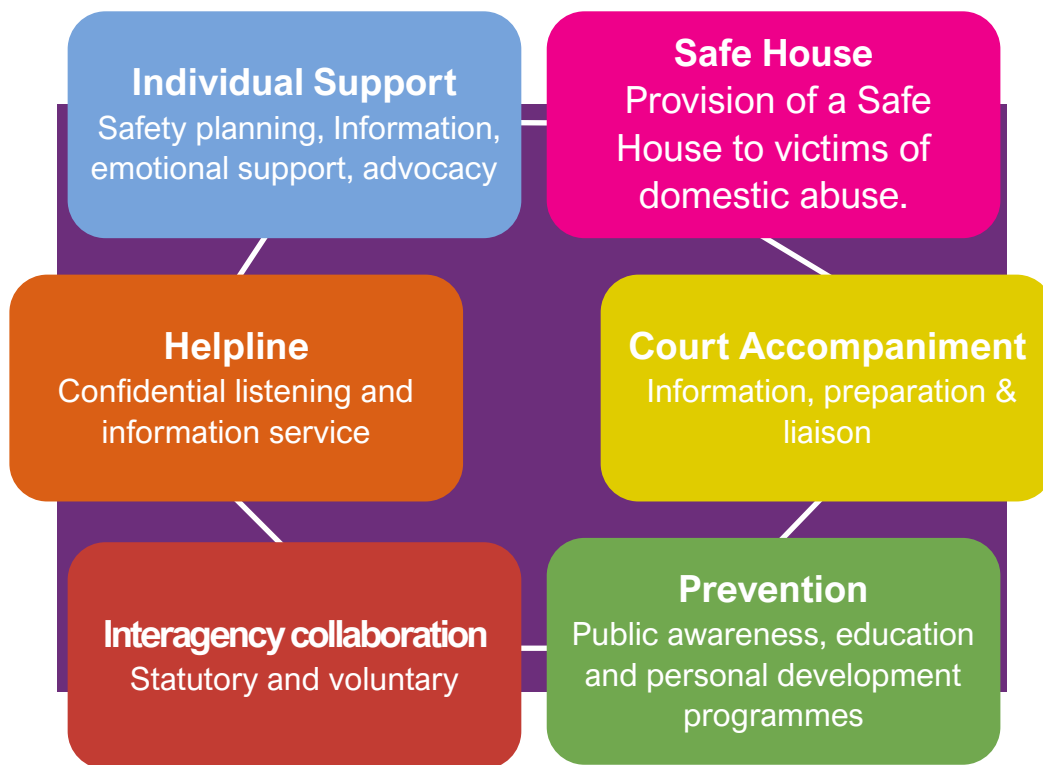 Individual Support
Safety planning, Information,
emotional support, advocacy
Safe House
Provision of a Safe
House to victims of
domestic abuse.
Helpline
Confidential listening and
information service
Court Accompaniment
Information, preparation &
liaison
Interagency collaboration
Statutory and voluntary
Prevention
Public awareness, education
and personal development
programmes